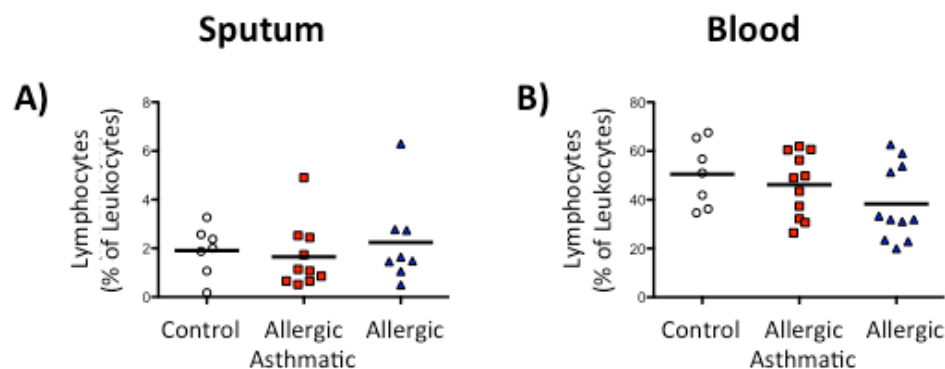 Sputum
Blood
A)
Lymphocytes
(% of Leukocytes)
8
6
4
2
0
Control
Allergic
Asthmatic
Allergic
B)
Lymphocytes
(% of Leukocytes)
80
60
40
20
0
Control
Allergic
Asthmatic
Allergic